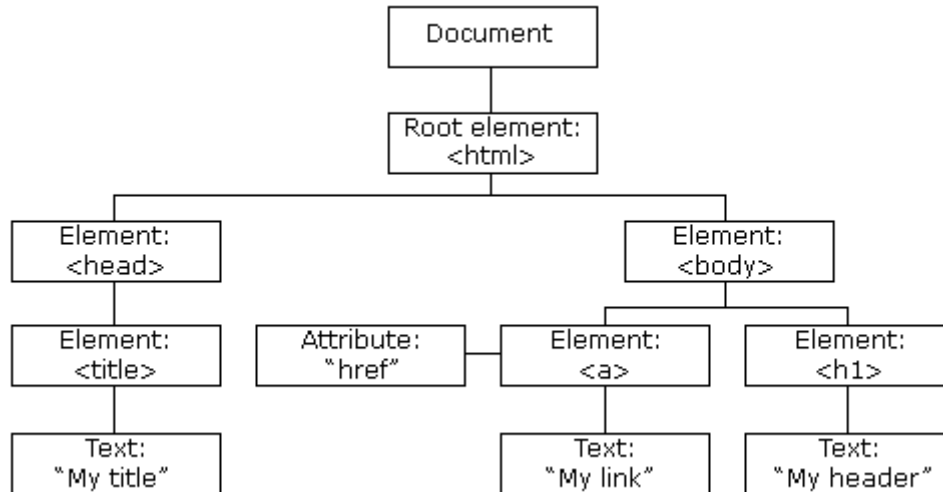 Document
Root element:
<html>
Element:
<head>
Element:
<body>
Element:
<title>
Attribute:
“href”
Element:
<a>
Element:
<h1>
Text:
“My title”
Text:
“My link”
Text:
“My header”